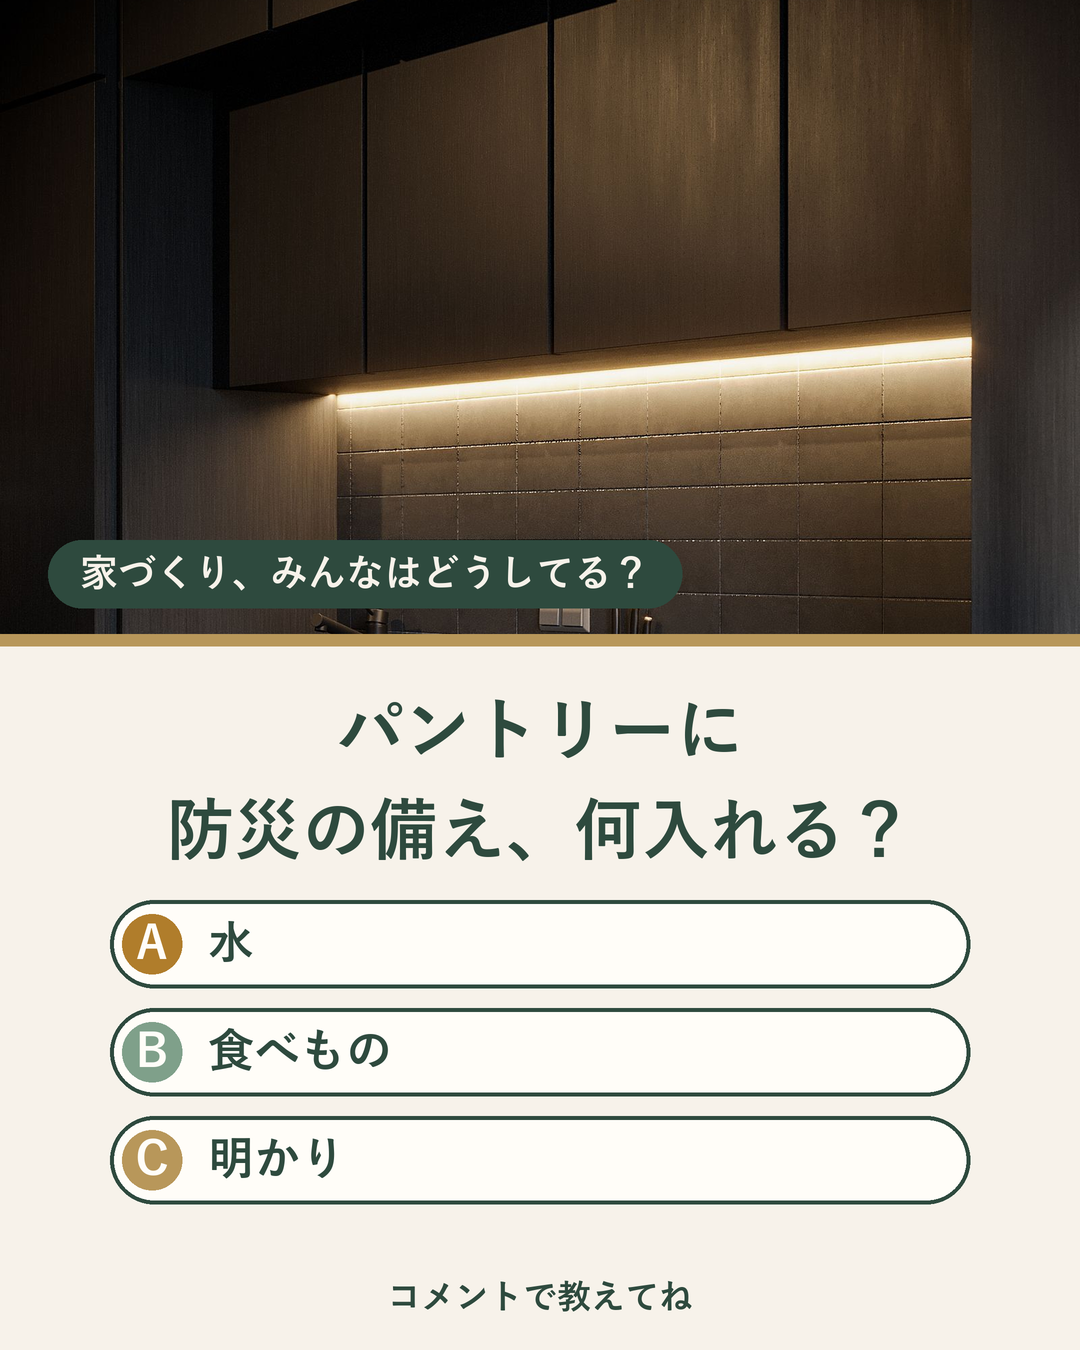 家づくり、みんなはどうしてる？
パントリーに
防災の備え、何入れる？
A 水
B 食べもの
C 明かり
コメントで教えてね